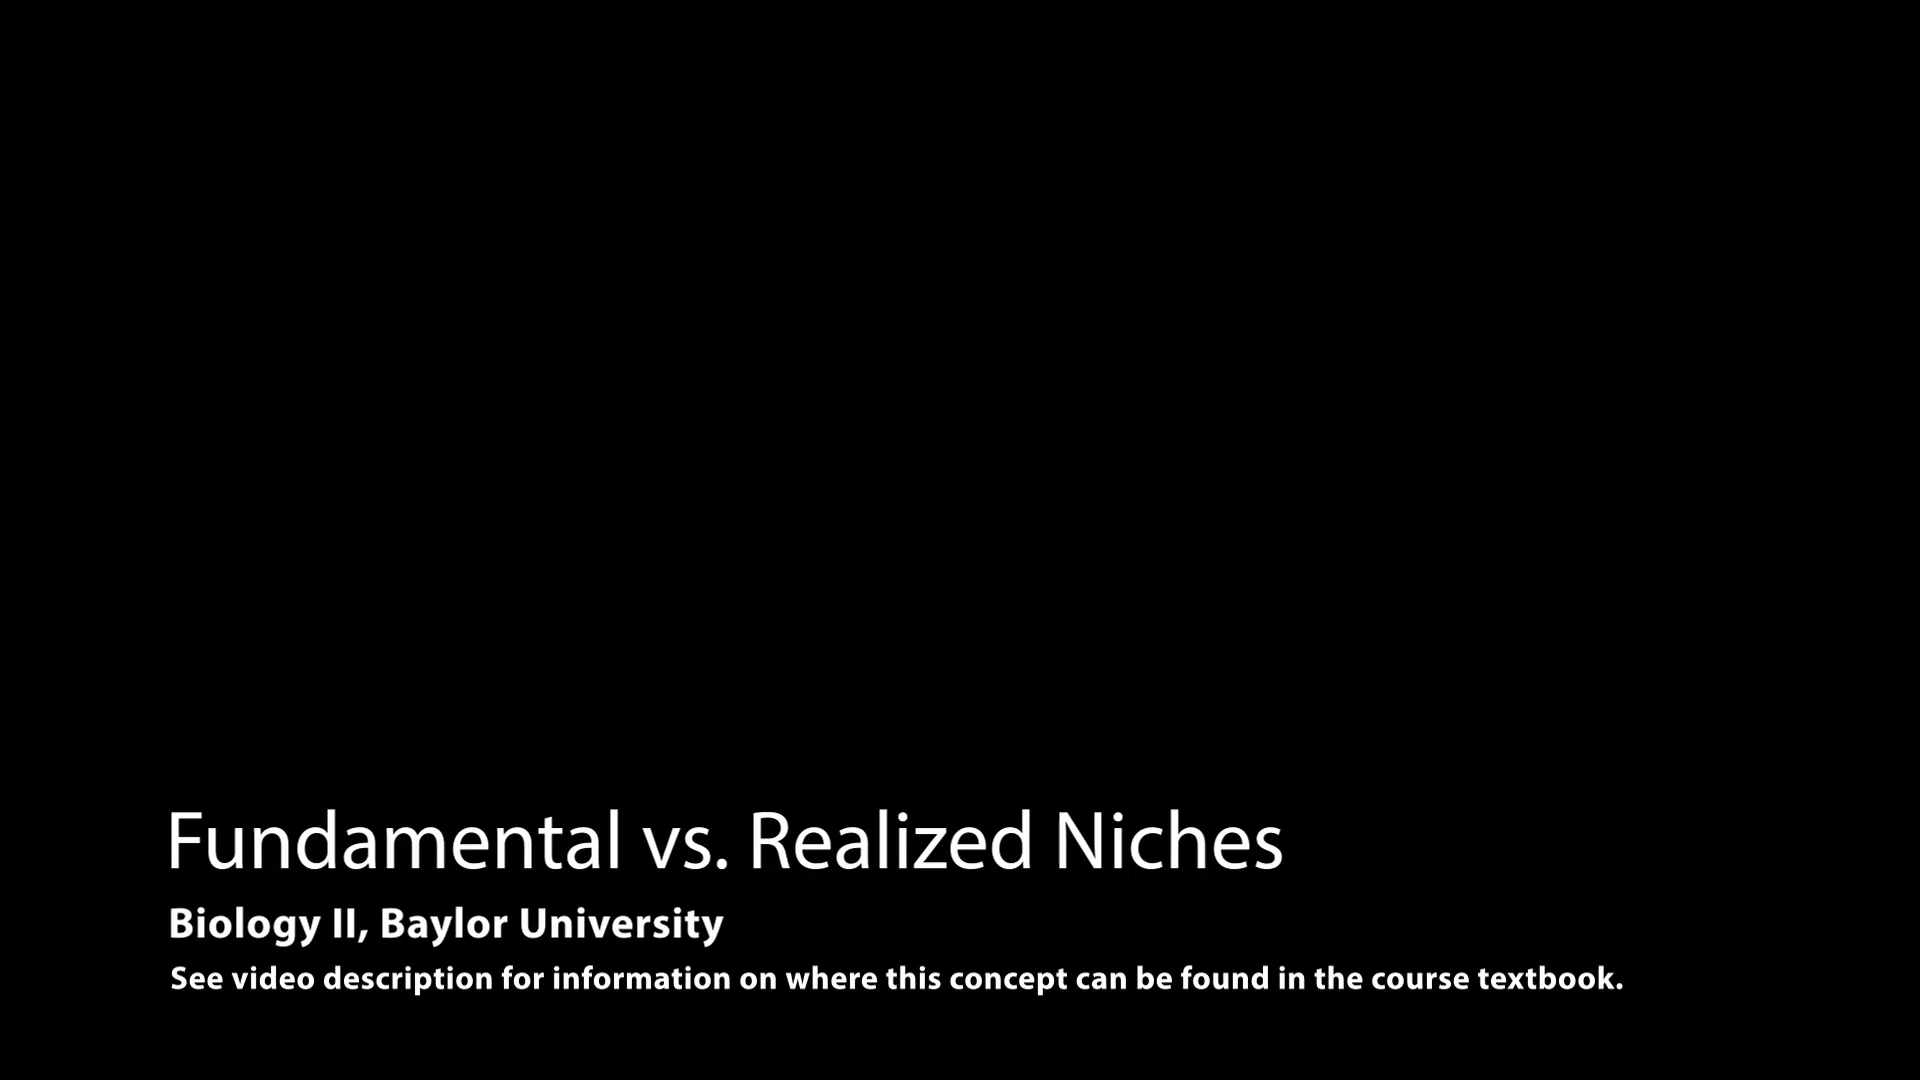 Fundamental vs. Realized Niches
Biology II, Baylor University
See video description for information on where this concept can be found in the course textbook.